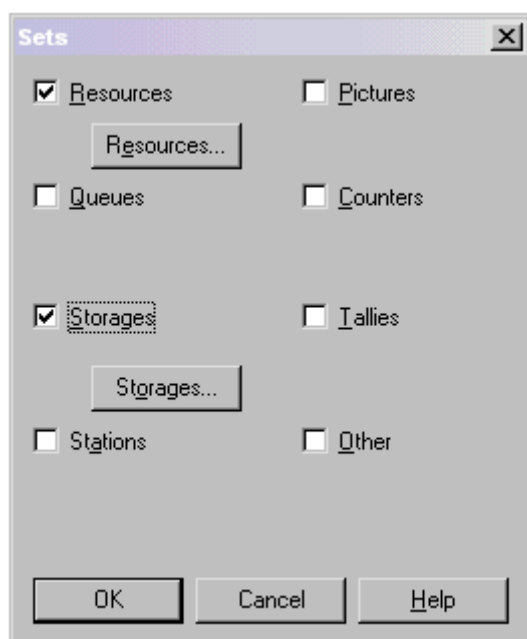 Sets
Resources Pictures
Resources...
Queues Counters
Storages Tallies
Storages...
Stations Other
OK Cancel Help